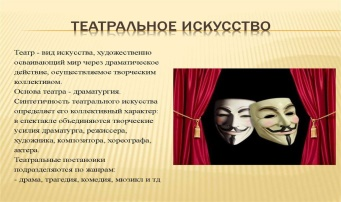 ТЕАТРАЛЬНОЕ ИСКУССТВО
Театр - вид искусства, художественно
осваивающий мир через драматическое
действие, осуществляемое творческим
коллективом.
Основа театра - драматургия.
Синтетичность театрального искусства
определяет его коллективный характер:
в спектакле объединяются творческие
усилия драматурга, режиссера,
художника, композитора, хореографа,
актера.
Театральные постановки
подразделяются по жанрам:
- драма, трагедия, комедия, мюзикл и тд